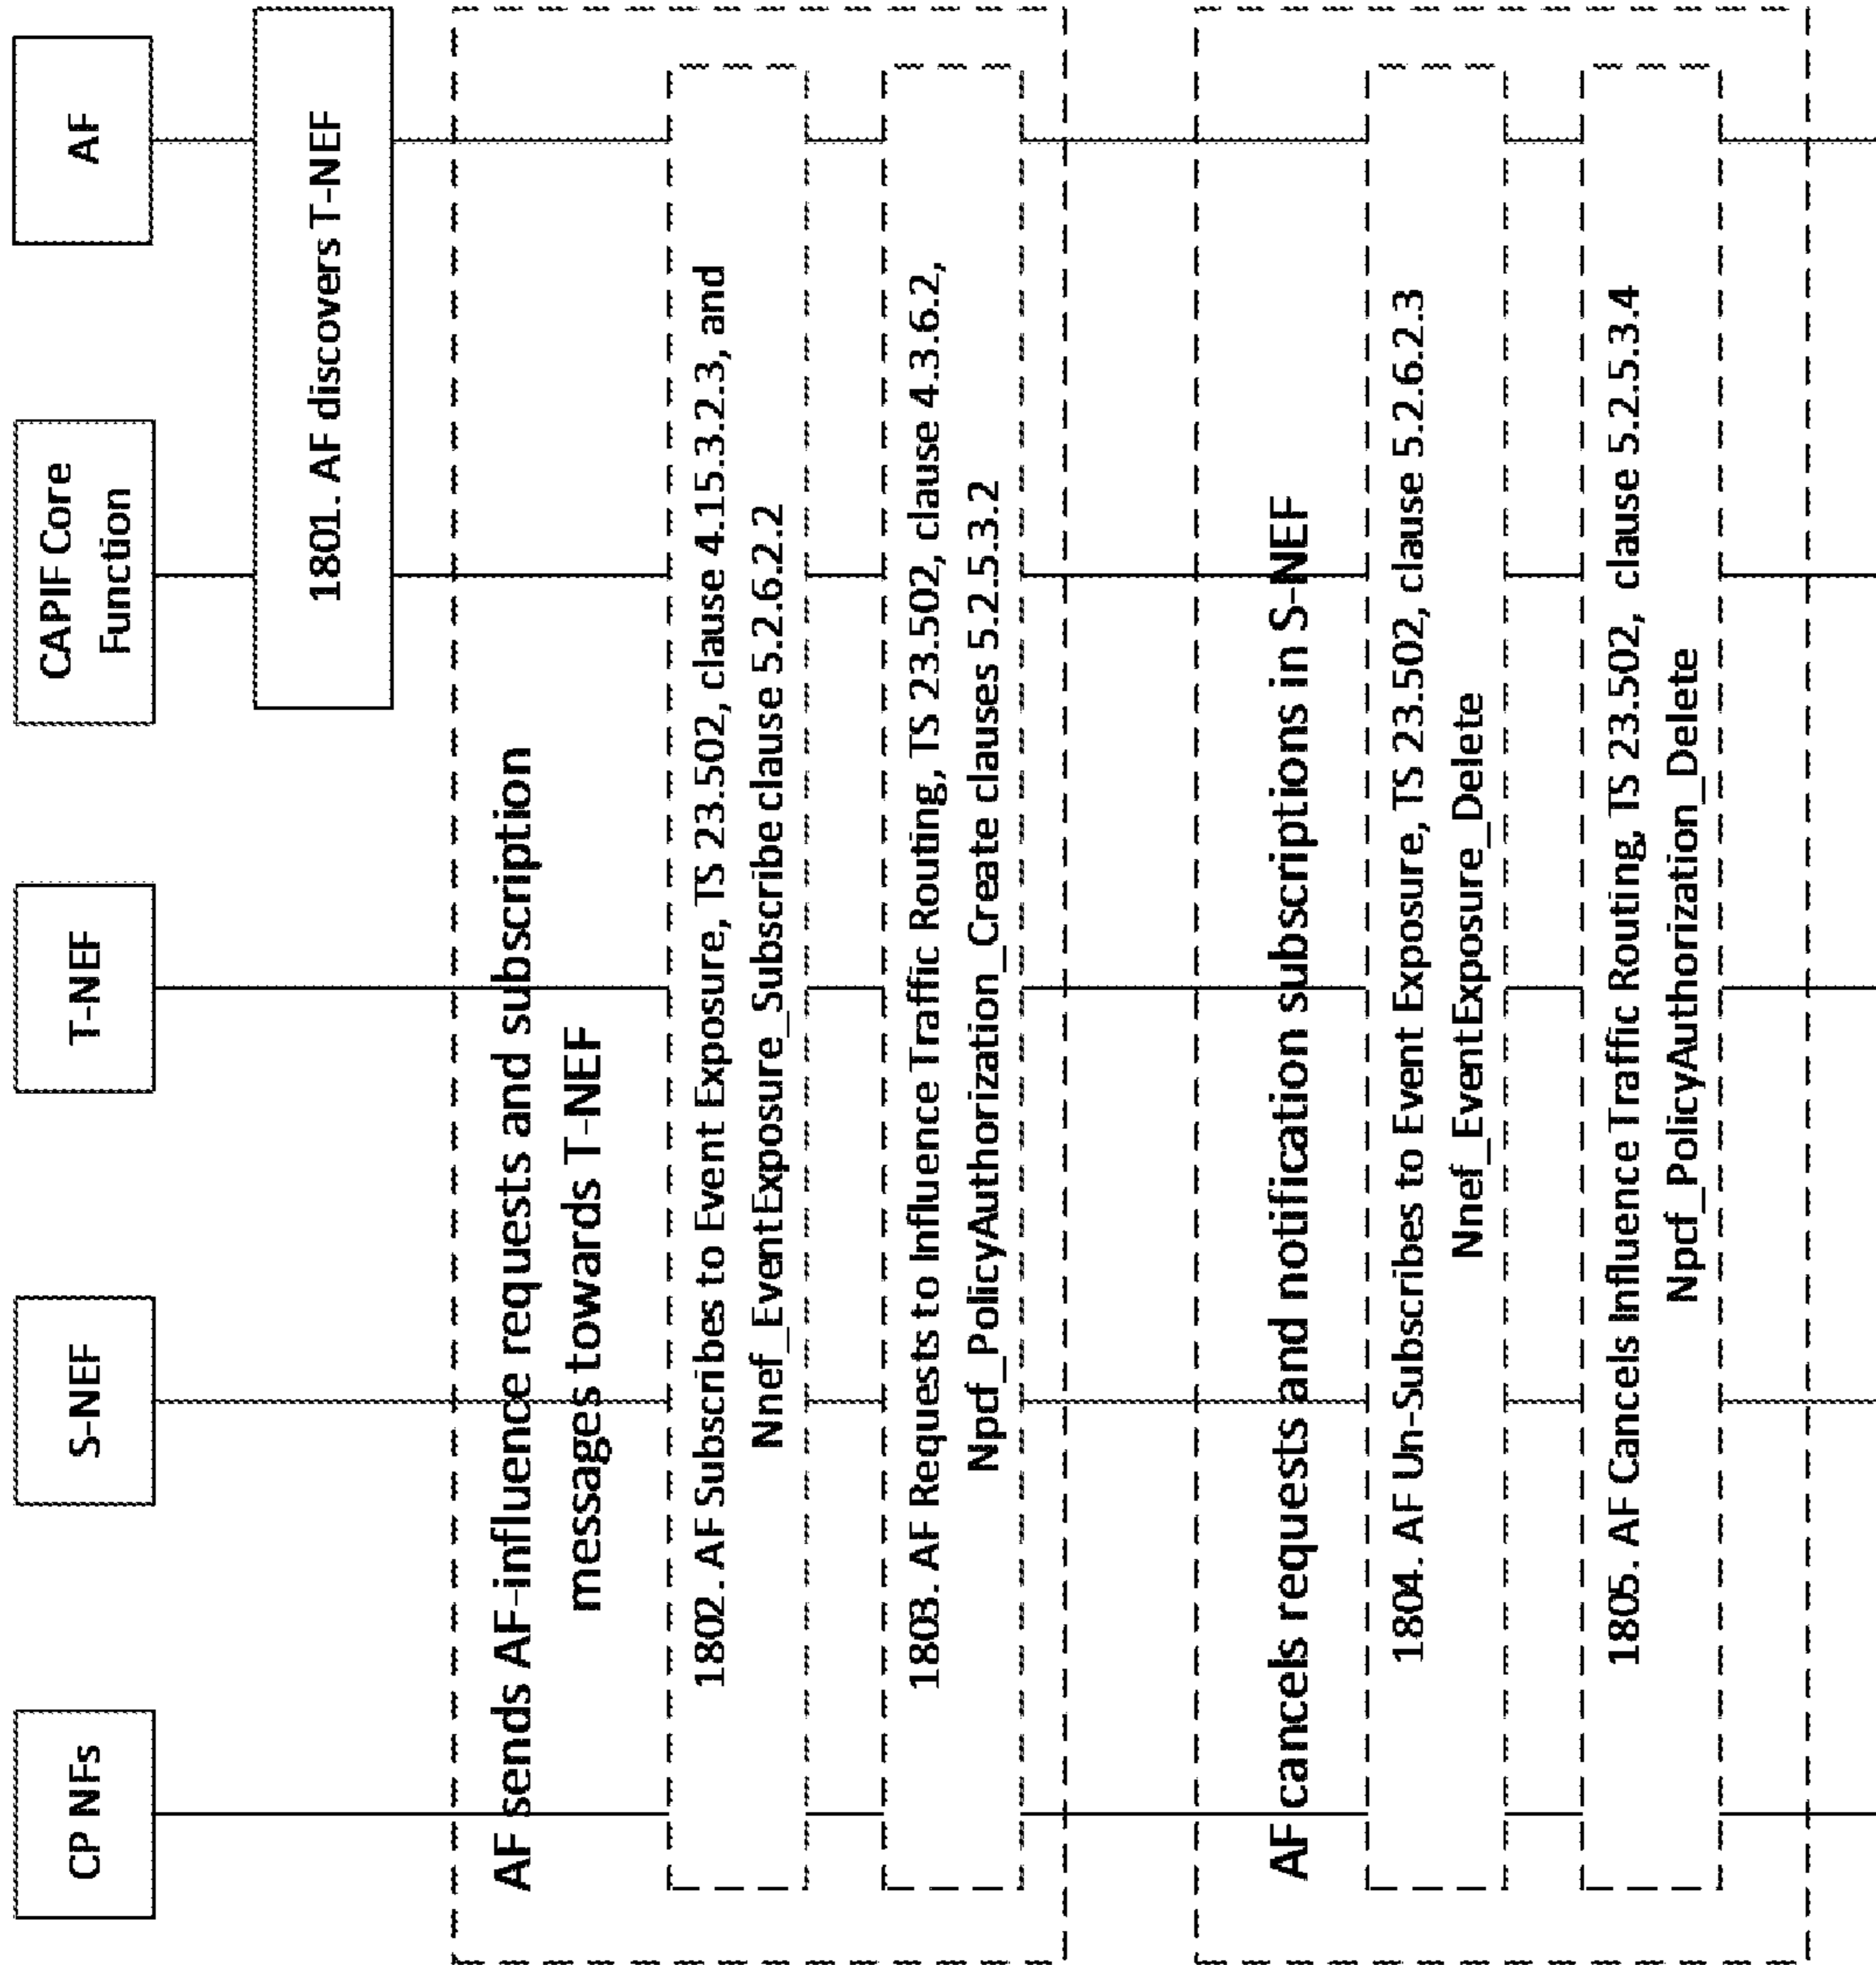 CP NFs
S-NEF
T-NEF
CAPIF Core
Function
AF
1801. AF discovers T-NEF
AF sends AF-influence requests and subscription
messages towards T-NEF
1802. AF Subscribes to Event Exposure, TS 23.502, clause 4.15.3.2.3, and
Nnef_EventExposure_Subscribe clause 5.2.6.2.2
1803. AF Requests to Influence Traffic Routing, TS 23.502, clause 4.3.6.2,
Npcf_PolicyAuthorization_Create clauses 5.2.5.3.2
AF cancels requests and notification subscriptions in S-NEF
1804. AF Un-Subscribes to Event Exposure, TS 23.502, clause 5.2.6.2.3
Nnef_EventExposure_Delete
1805. AF Cancels Influence Traffic Routing, TS 23.502, clause 5.2.5.3.4
Npcf_PolicyAuthorization_Delete